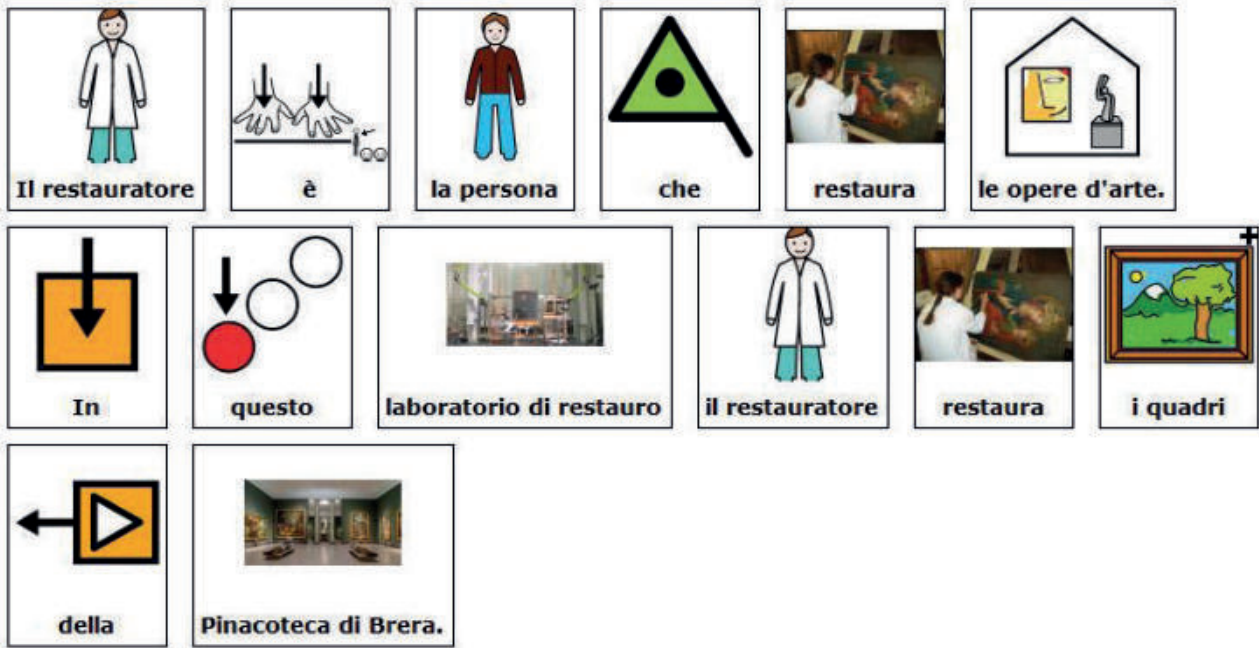 Il restauratore è la persona che restaura le opere d'arte.
In questo laboratorio di restauro il restauratore restaura i quadri
della Pinacoteca di Brera.